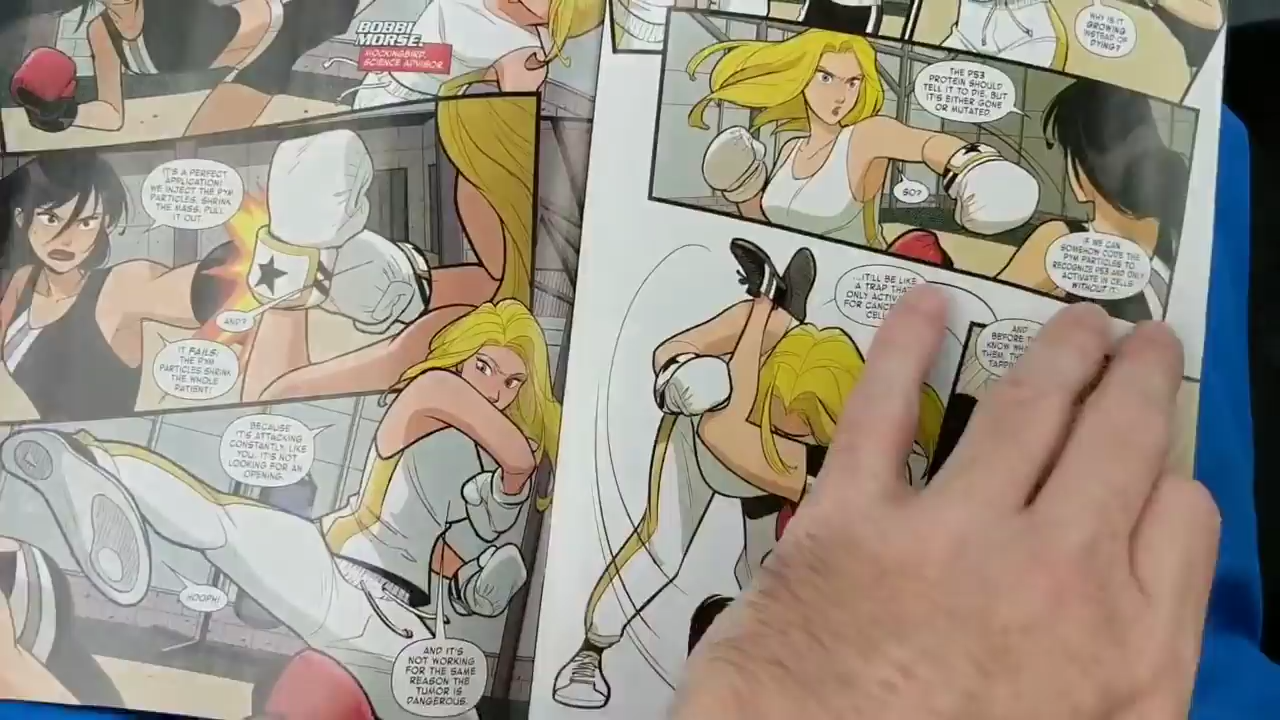 BOBBI
MORSE.
MOCKINGBIRD.
SCIENCE ADVISOR.
IT'S A PERFECT
APPLICATION!
WE INJECT THE PYM
PARTICLES, SHRINK
THE MASS, PULL
IT OUT.
AND?
IT FAILS.
THE PYM
PARTICLES SHRINK
THE WHOLE
PATIENT!
BECAUSE
IT'S ATTACKING
CONSTANTLY, LIKE
YOU. IT'S NOT
LOOKING FOR AN
OPENING.
HOOPH!
AND IT'S
NOT WORKING
FOR THE SAME
REASON THE
TUMOR IS
DANGEROUS.
WHY IS IT
GROWING
INSTEAD OF
DYING?
THE PS3
PROTEIN SHOULD
TELL IT TO DIE, BUT
IT'S EITHER GONE
OR MUTATED.
SO?
IF WE CAN
SOMEHOW CODE THE
PYM PARTICLES TO
RECOGNIZE PS3 AND ONLY
ACTIVATE IN CELLS
WITHOUT IT...
...IT'LL BE LIKE
A TRAP THAT
ONLY
FOR
AND
BEFORE
KNOW